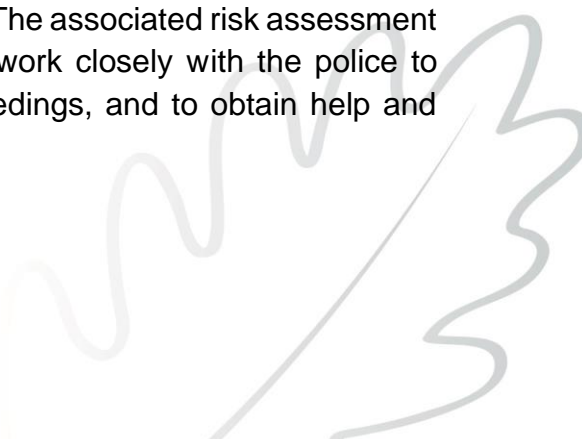 The associated risk assessment
work closely with the police to
edings, and to obtain help and